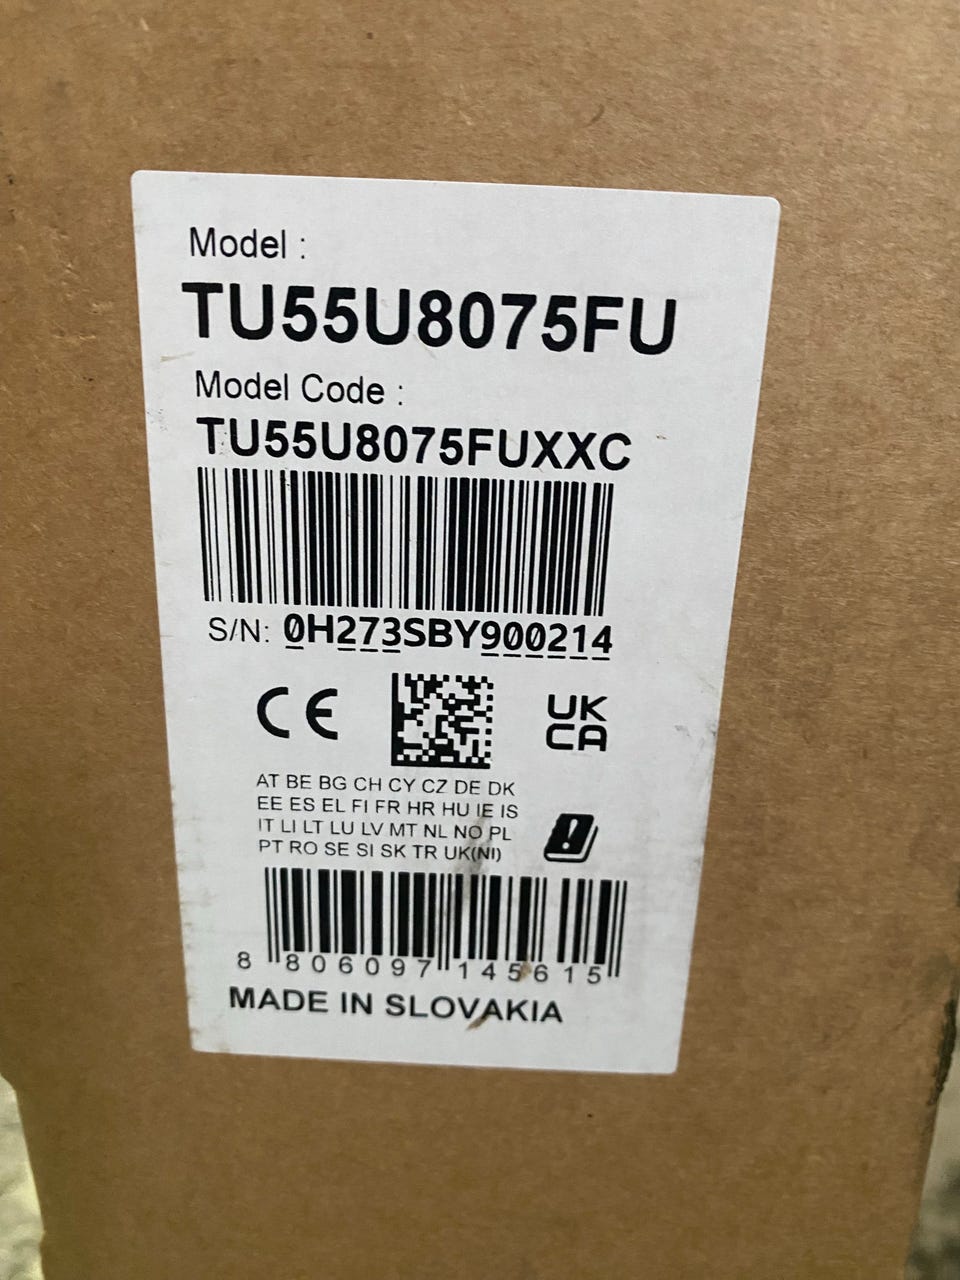 Model :
TU55U8075FU
Model Code :
TU55U8075FUXXC
S/N: 0H273SBY900214
CE
UK
CA
AT BE BG CH CY CZ DE DK
EE ES EL FI FR HR HU IE IS
IT LI LT LU LV MT NL NO PL
PT RO SE SI SK TR UK(NI)
8 806097 145615
MADE IN SLOVAKIA